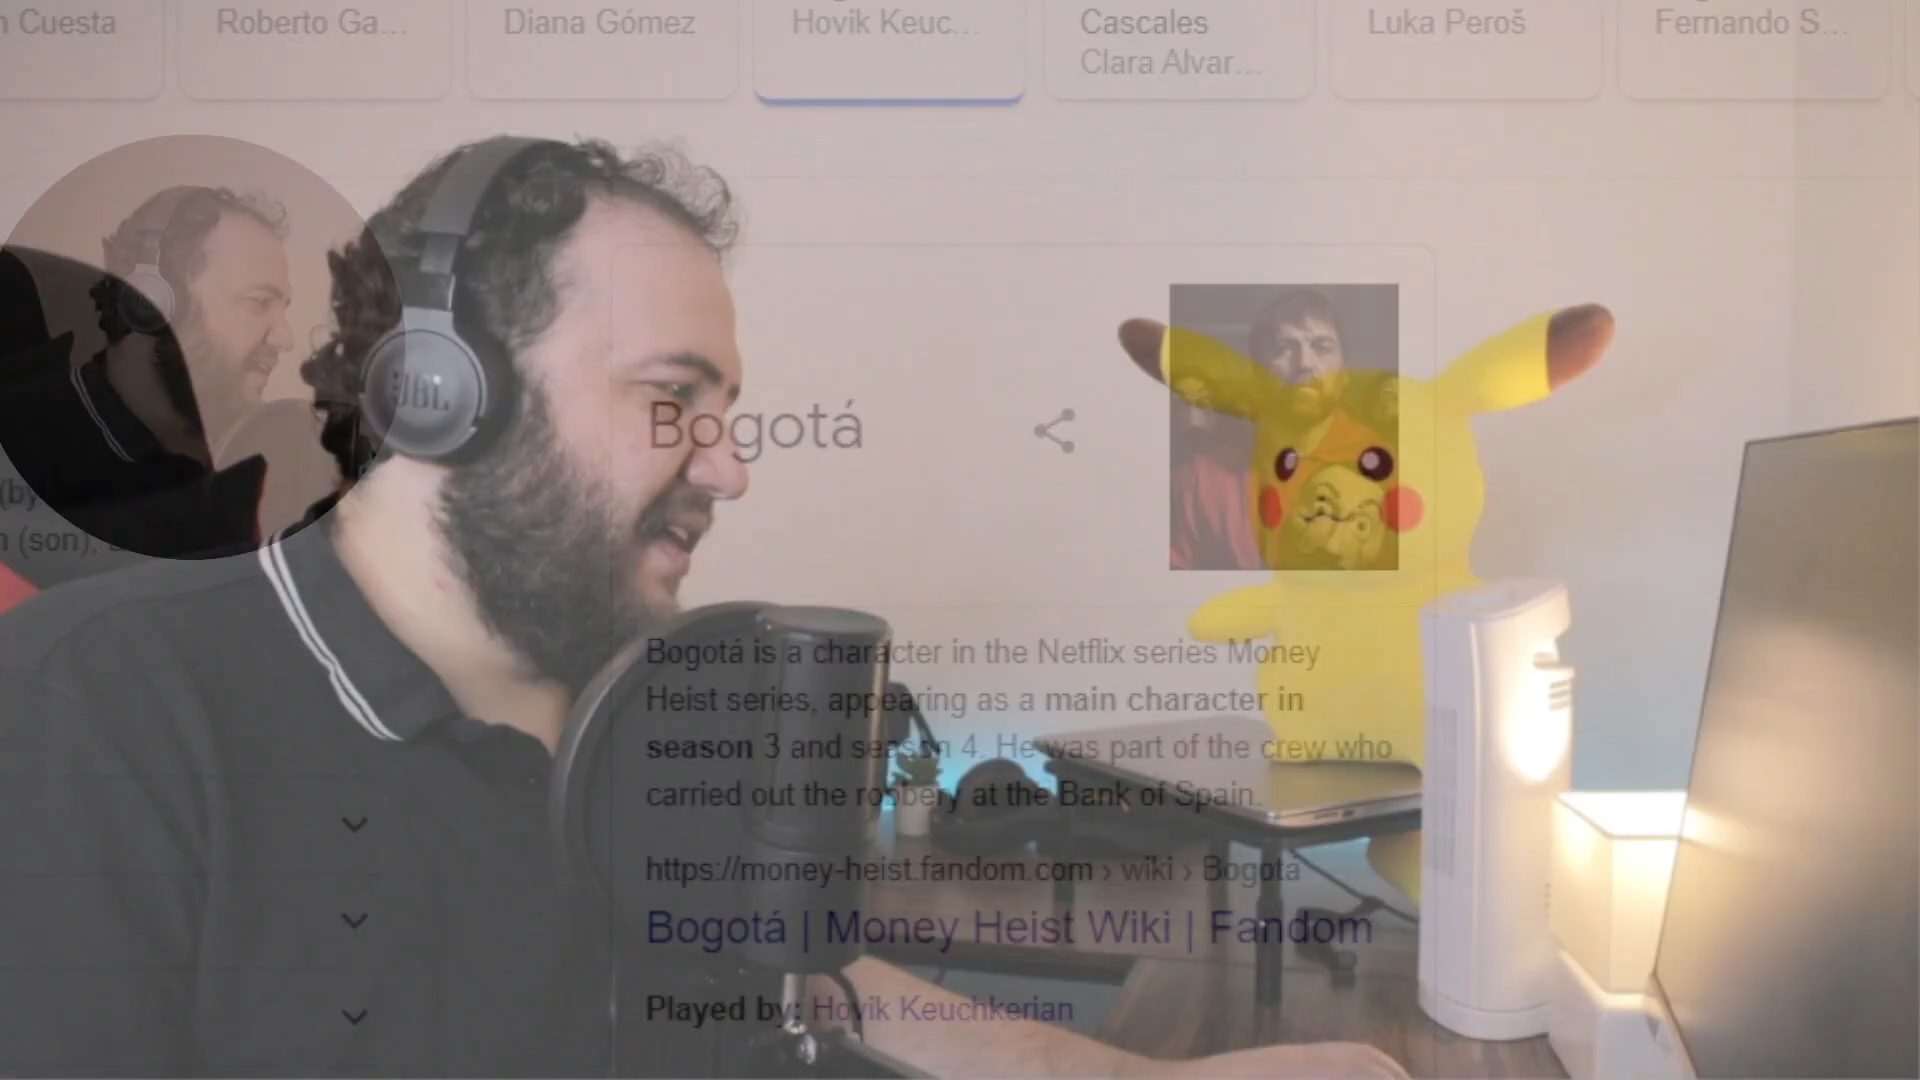 Cuesta
Roberto Ga...
Diana Gómez
Hovik Keuc...
Cascales
Clara Alvar...
Luka Peroš
Fernando S...
JBL
Bogotá
(by
(son),
Bogotá is a character in the Netflix series Money
Heist series, appearing as a main character in
season 3 and season 4. He was part of the crew who
carried out the robbery at the Bank of Spain.
https://money-heist.fandom.com › wiki › Bogotá
Bogotá | Money Heist Wiki | Fandom
Played by: Hovik Keuchkerian